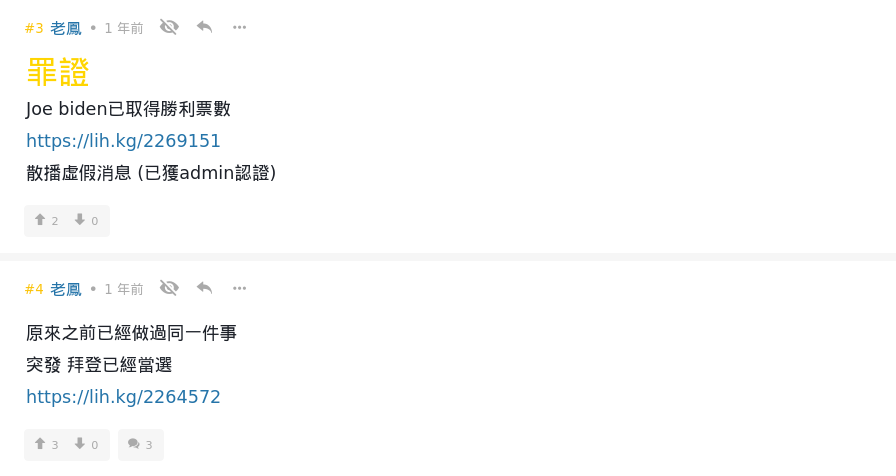 #3 老鳳 • 1 年前
罪證
Joe biden已取得勝利票數
https://lih.kg/2269151
散播虛假消息 (已獲admin認證)
2 0
#4 老鳳 • 1 年前
原來之前已經做過同一件事
突發 拜登已經當選
https://lih.kg/2264572
3 0 3